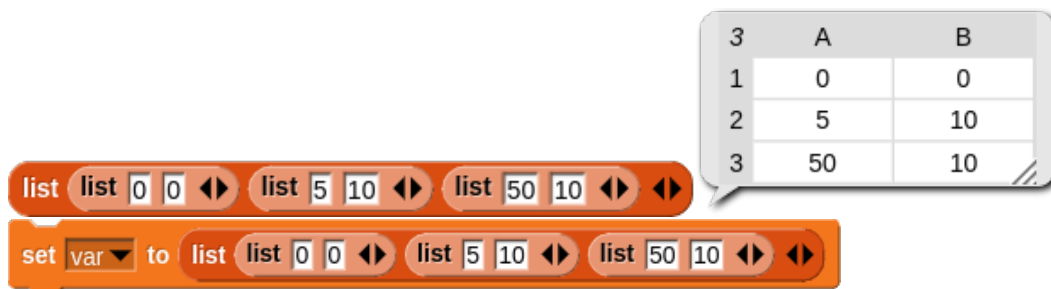 3 A B
1 0 0
2 5 10
3 50 10
list list 0 0 list 5 10 list 50 10
set var to list list 0 0 list 5 10 list 50 10